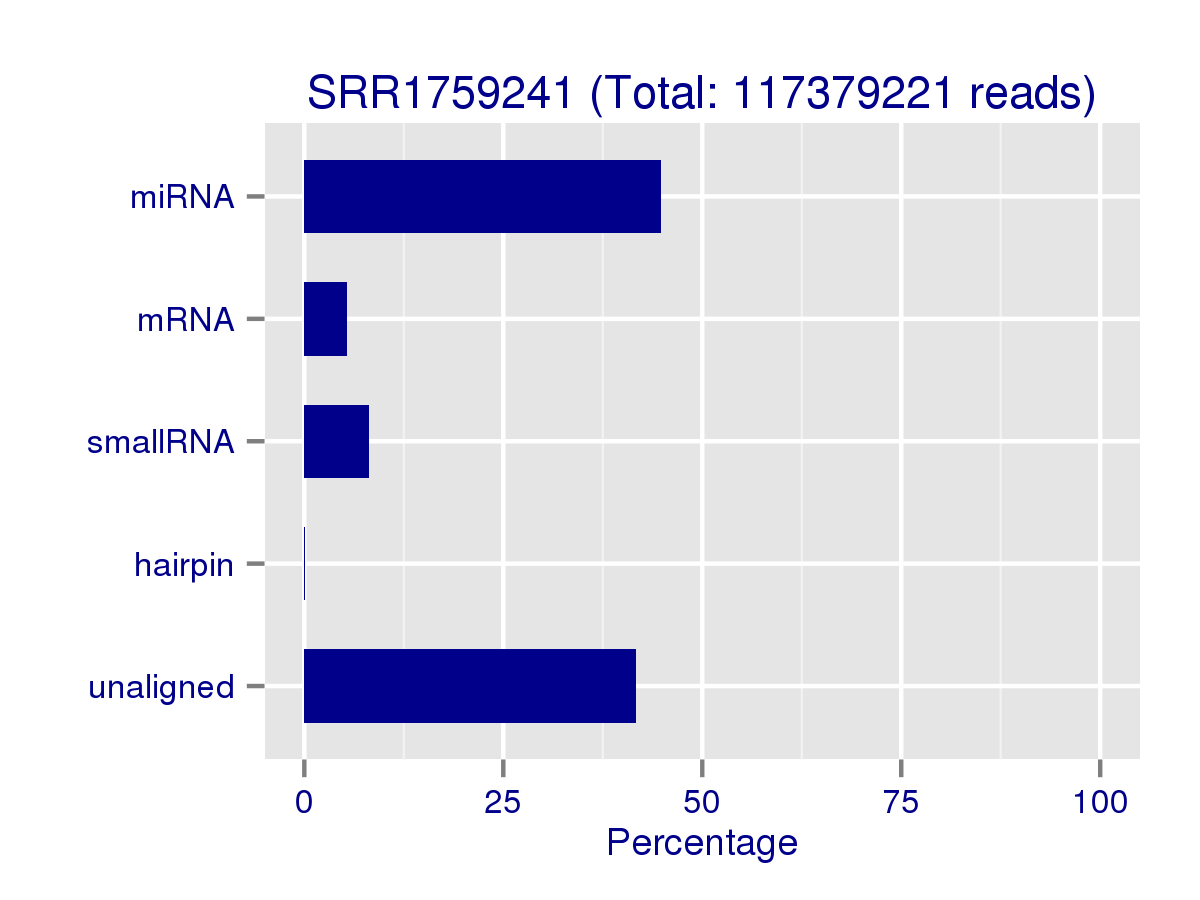 SRR1759241 (Total: 117379221 reads)
miRNA
mRNA
smallRNA
hairpin
unaligned
0 25 50 75 100
Percentage